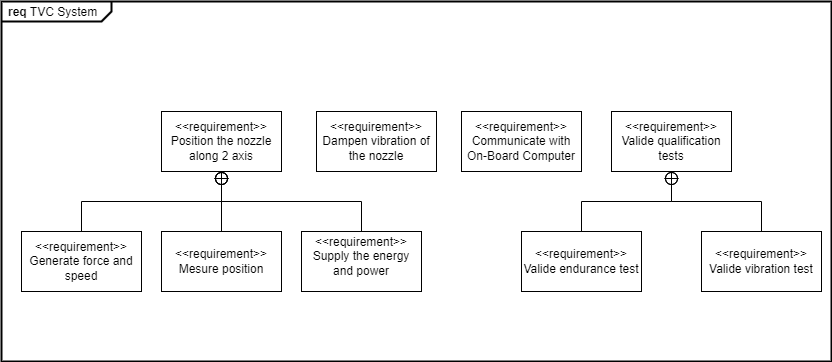 req TVC System
<<requirement>>
Position the nozzle
along 2 axis
<<requirement>>
Dampen vibration of
the nozzle
<<requirement>>
Communicate with
On-Board Computer
<<requirement>>
Valide qualification
tests
<<requirement>>
Generate force and
speed
<<requirement>>
Mesure position
<<requirement>>
Supply the energy
and power
<<requirement>>
Valide endurance test
<<requirement>>
Valide vibration test